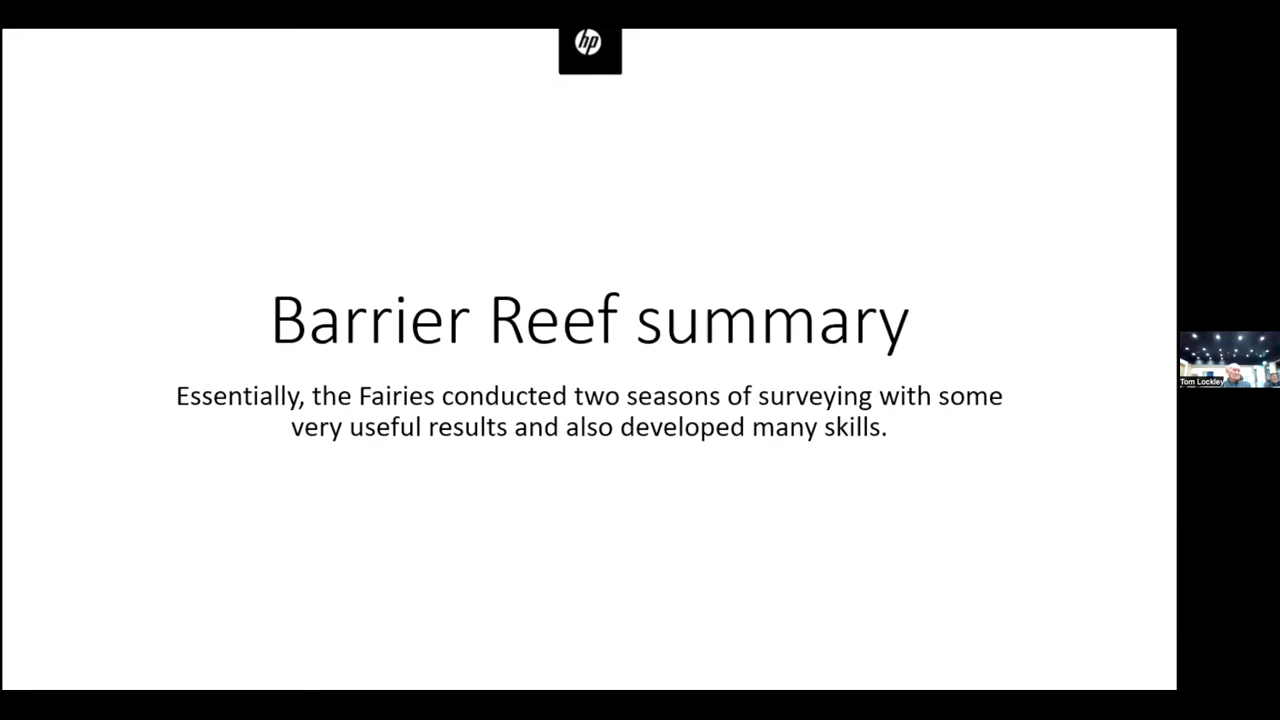 hp
Barrier Reef summary
Essentially, the Fairies conducted two seasons of surveying with some
very useful results and also developed many skills.
Tom Lockley